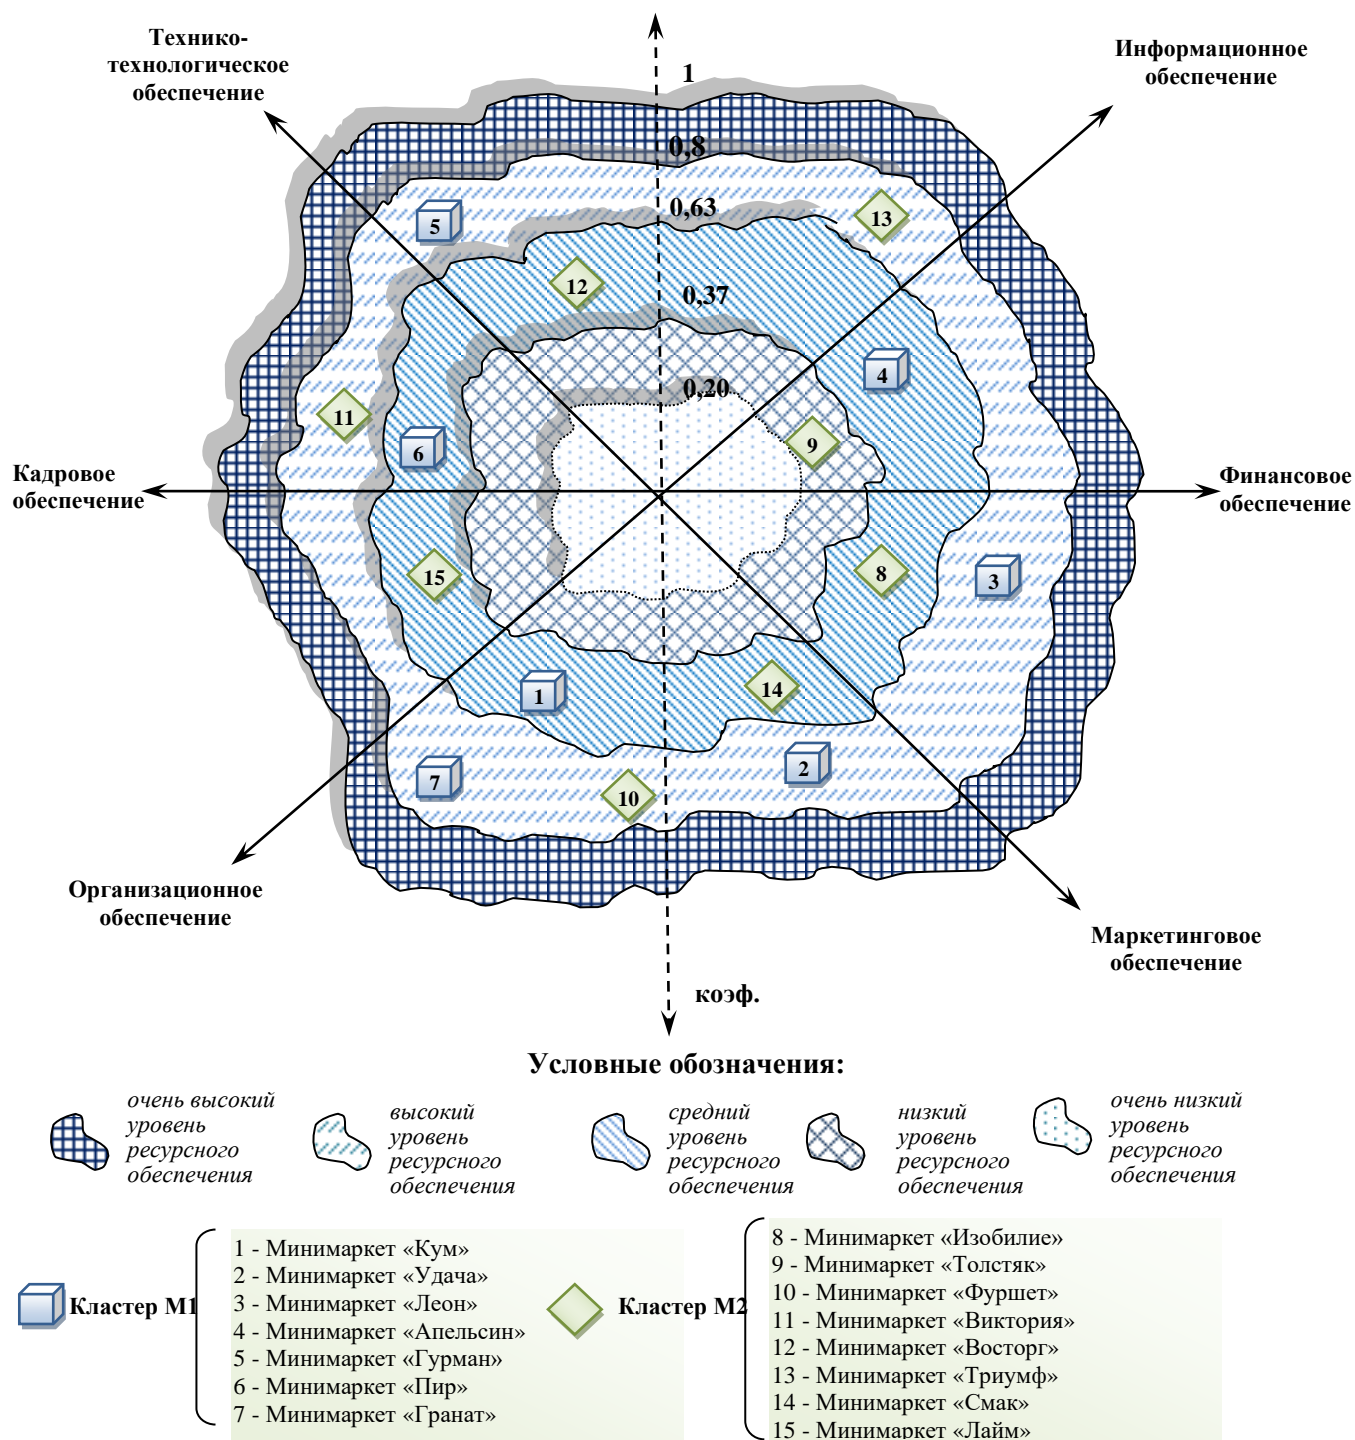 Технико-
технологическое
обеспечение
1
Информационное
обеспечение
0,8
5
0,63
13
12
0,37
4
0,20
11
6
9
Кадровое
обеспечение
Финансовое
обеспечение
15
8
3
1
14
7
10
2
Организационное
обеспечение
Маркетинговое
обеспечение
коэф.
Условные обозначения:
очень высокий
уровень
ресурсного
обеспечения
высокий
уровень
ресурсного
обеспечения
средний
уровень
ресурсного
обеспечения
низкий
уровень
ресурсного
обеспечения
очень низкий
уровень
ресурсного
обеспечения
Кластер М1
1 - Минимаркет «Кум»
2 - Минимаркет «Удача»
3 - Минимаркет «Леон»
4 - Минимаркет «Апельсин»
5 - Минимаркет «Гурман»
6 - Минимаркет «Пир»
7 - Минимаркет «Гранат»
Кластер М2
8 - Минимаркет «Изобилие»
9 - Минимаркет «Толстяк»
10 - Минимаркет «Фуршет»
11 - Минимаркет «Виктория»
12 - Минимаркет «Восторг»
13 - Минимаркет «Триумф»
14 - Минимаркет «Смак»
15 - Минимаркет «Лайм»